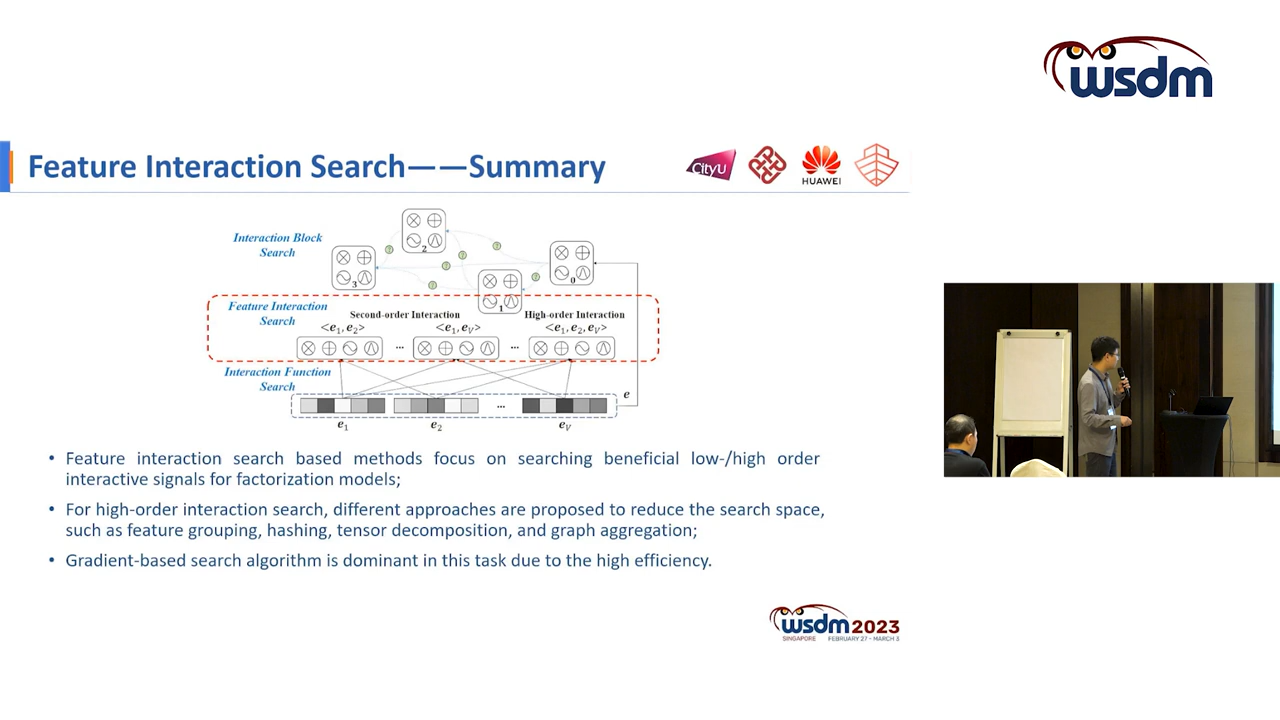 wsdm
Feature Interaction Search——Summary
CityU
HUAWEI
Interaction Block
Search
2
3
1
0
Feature Interaction
Search
Second-order Interaction
High-order Interaction
<e1, e2>
<e1, eV>
<e1, e2, eV>
... ...
Interaction Function
Search
e
...
e1
e2
eV
• Feature interaction search based methods focus on searching beneficial low-/high order
interactive signals for factorization models;
• For high-order interaction search, different approaches are proposed to reduce the search space,
such as feature grouping, hashing, tensor decomposition, and graph aggregation;
• Gradient-based search algorithm is dominant in this task due to the high efficiency.
wsdm2023
SINGAPORE FEBRUARY 27 - MARCH 3